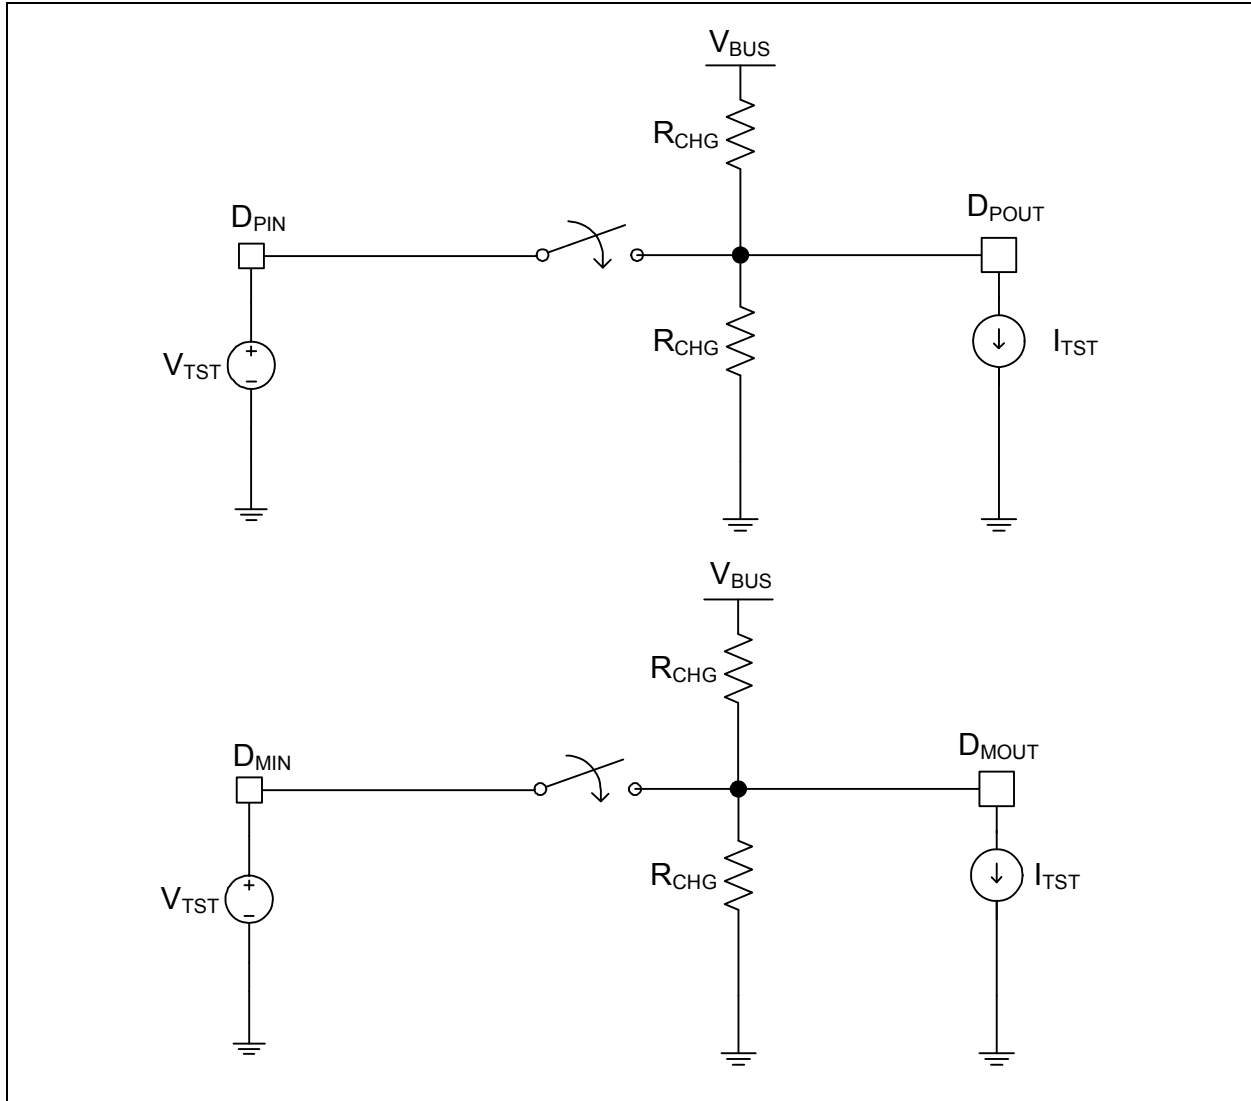 VBUS
RCHG
DPIN
DPOUT
RCHG
VTST
+
−
ITST
VBUS
RCHG
DMIN
DMOUT
RCHG
VTST
+
−
ITST